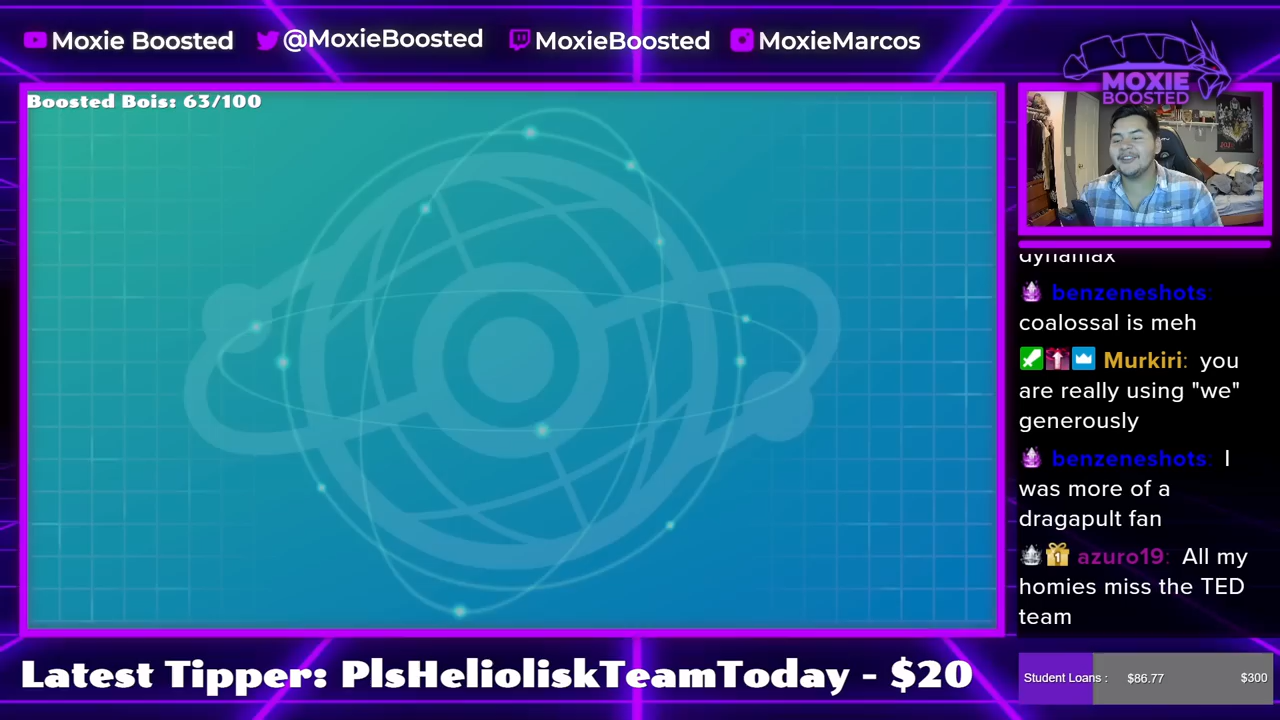 Moxie Boosted @MoxieBoosted MoxieBoosted MoxieMarcos
MOXIE
BOOSTED
Boosted Bois: 63/100
dynamax
benzeneshots:
coalossal is meh
Murkiri: you
are really using "we"
generously
benzeneshots: I
was more of a
dragapult fan
azuro19: All my
homies miss the TED
team
Latest Tipper: PlsHelioliskTeamToday - $20
Student Loans : $86.77 $300